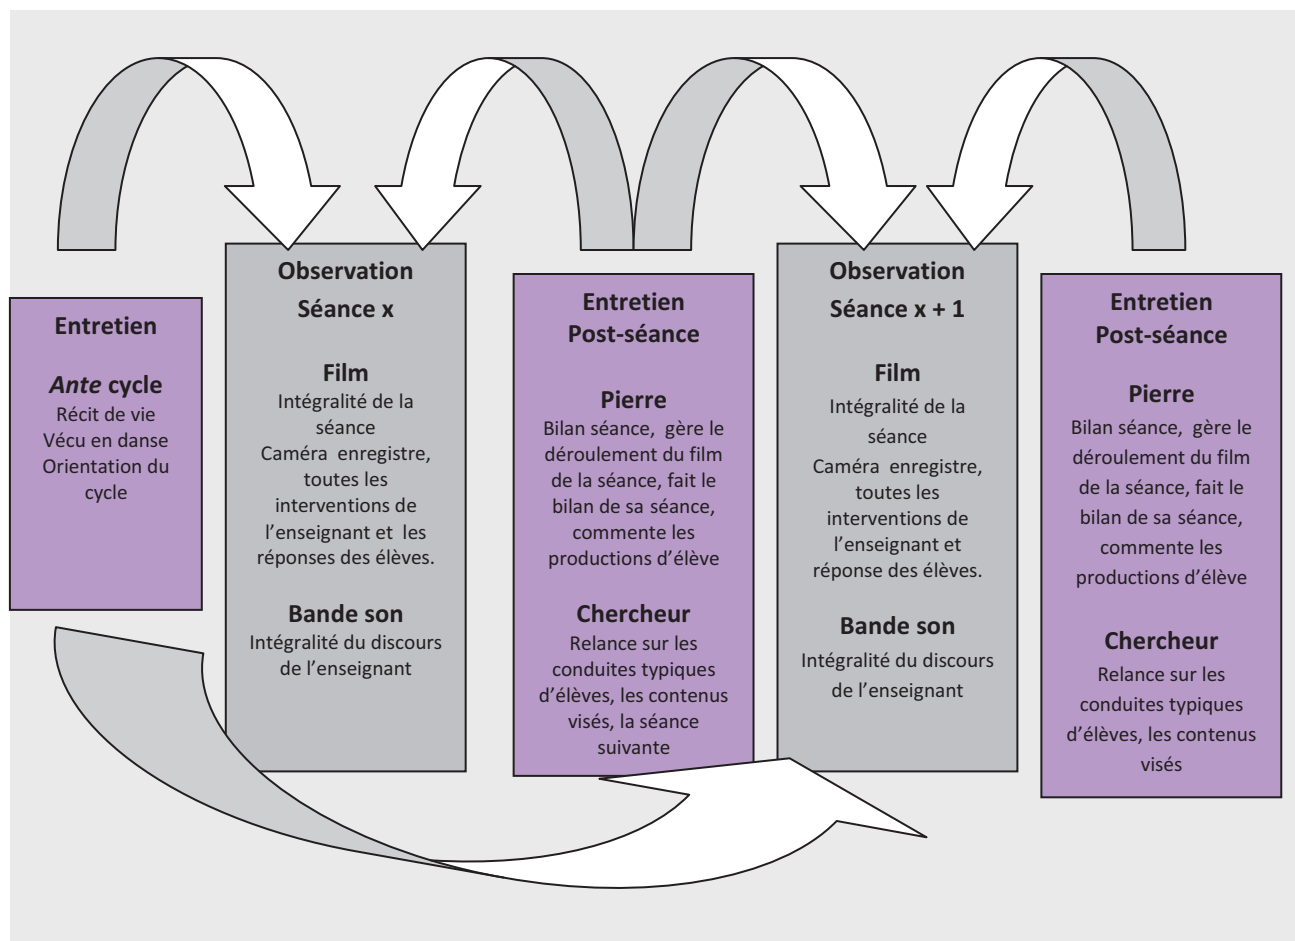 Entretien
Ante cycle
Récit de vie
Vécu en danse
Orientation du
cycle
Observation
Séance x
Film
Intégralité de la
séance
Caméra enregistre,
toutes les
interventions de
l’enseignant et les
réponses des élèves.
Bande son
Intégralité du discours
de l’enseignant
Entretien
Post-séance
Pierre
Bilan séance, gère le
déroulement du film
de la séance, fait le
bilan de sa séance,
commente les
productions d’élève
Chercheur
Relance sur les
conduites typiques
d’élèves, les contenus
visés, la séance
suivante
Observation
Séance x + 1
Film
Intégralité de la
séance
Caméra enregistre,
toutes les
interventions de
l’enseignant et
réponse des élèves.
Bande son
Intégralité du discours
de l’enseignant
Entretien
Post-séance
Pierre
Bilan séance, gère le
déroulement du film
de la séance, fait le
bilan de sa séance,
commente les
productions d’élève
Chercheur
Relance sur les
conduites typiques
d’élèves, les contenus
visés